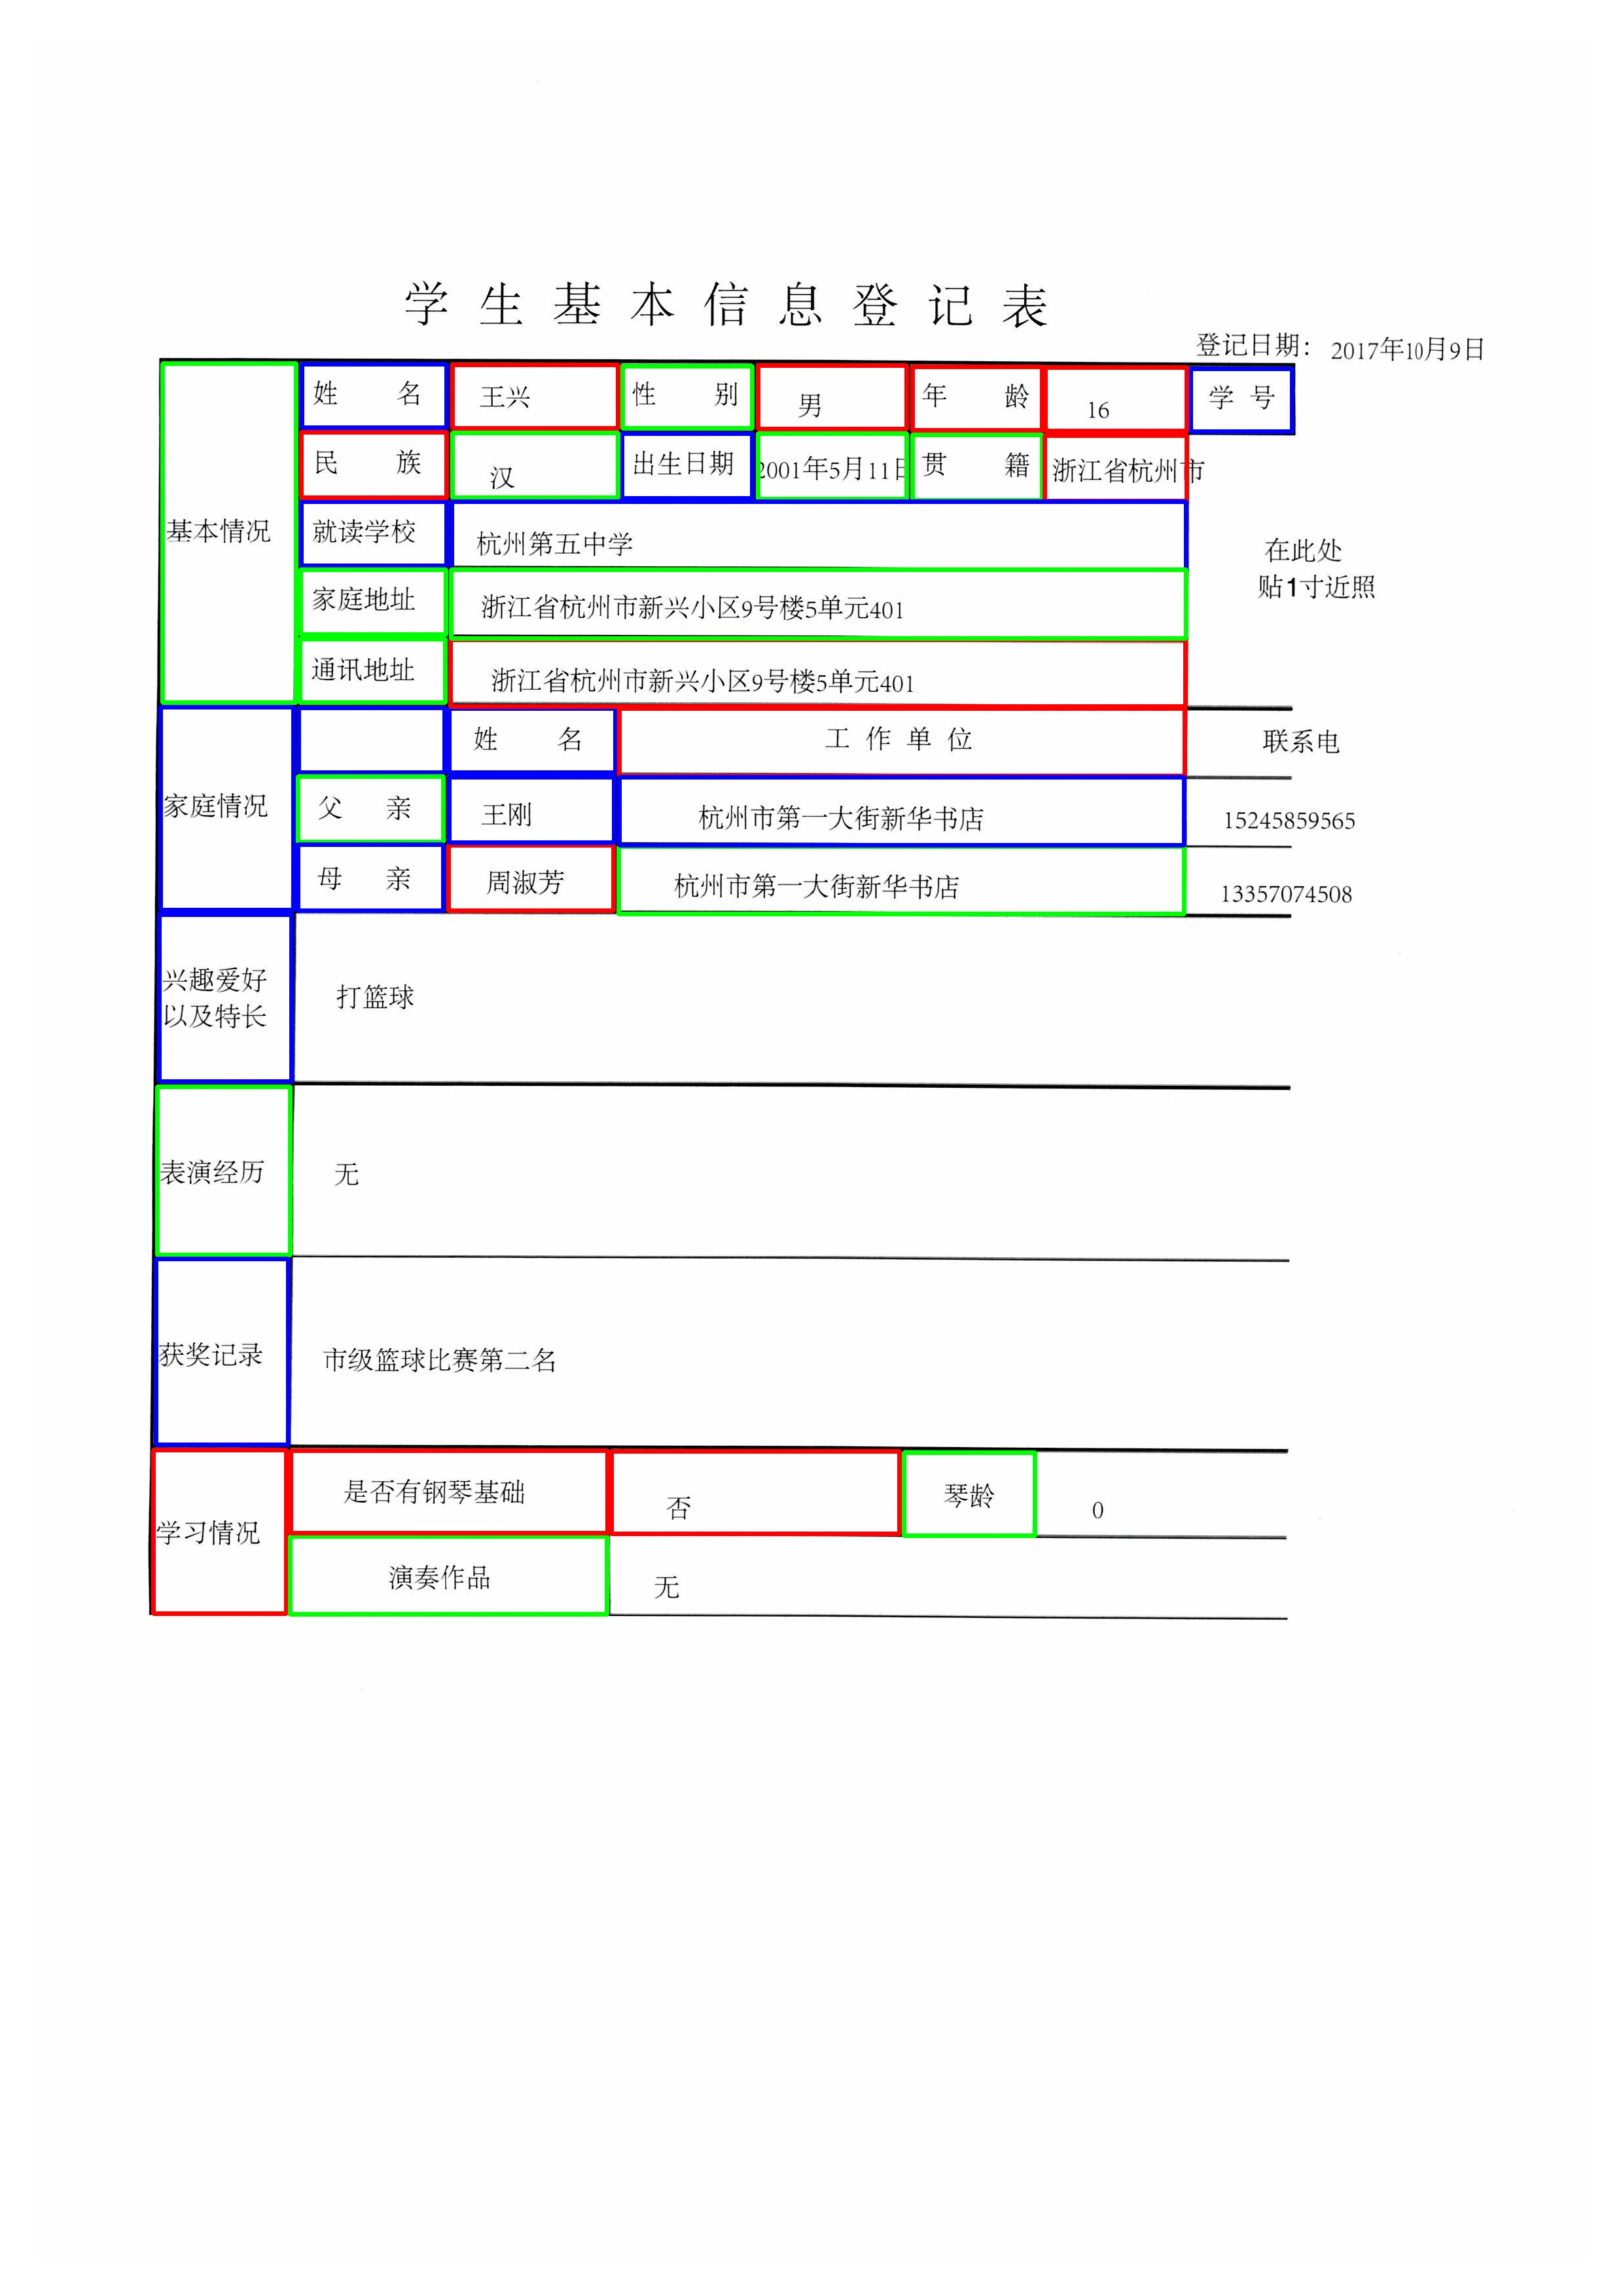 学生基本信息登记表
登记日期： 2017年10月9日
姓 名 王兴 性 别 男 年 龄 16 学 号
民 族 汉 出生日期 2001年5月11日 贯 籍 浙江省杭州市
基本情况 就读学校 杭州第五中学
在此处
贴1寸近照
家庭地址 浙江省杭州市新兴小区9号楼5单元401
通讯地址 浙江省杭州市新兴小区9号楼5单元401
姓 名 工 作 单 位 联系电
家庭情况 父 亲 王刚 杭州市第一大街新华书店 15245859565
母 亲 周淑芳 杭州市第一大街新华书店 13357074508
兴趣爱好
以及特长
打篮球
表演经历 无
获奖记录 市级篮球比赛第二名
学习情况 是否有钢琴基础 否 琴龄 0
演奏作品 无